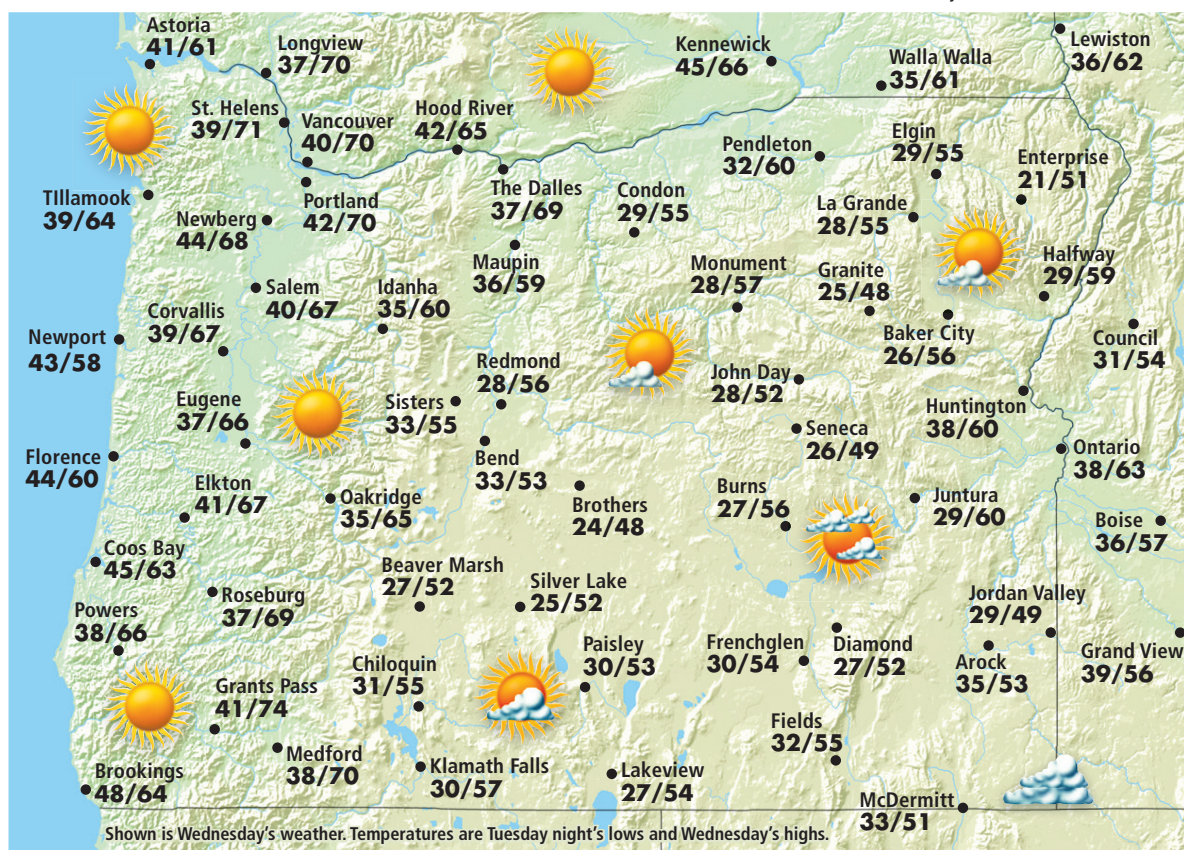 Astoria
41/61
Longview
37/70
Kennewick
45/66
Walla Walla
35/61
Lewiston
36/62
St. Helens
39/71
Vancouver
40/70
Hood River
42/65
Pendleton
32/60
Elgin
29/55
Enterprise
21/51
TIllamook
39/64
Newberg
44/68
Portland
42/70
The Dalles
37/69
Condon
29/55
La Grande
28/55
Maupin
36/59
Monument
28/57
Granite
25/48
Halfway
29/59
Salem
40/67
Idanha
35/60
Corvallis
39/67
Newport
43/58
Baker City
26/56
Council
31/54
Redmond
28/56
John Day
28/52
Eugene
37/66
Sisters
33/55
Huntington
38/60
Seneca
26/49
Florence
44/60
Bend
33/53
Ontario
38/63
Elkton
41/67
Oakridge
35/65
Brothers
24/48
Burns
27/56
Juntura
29/60
Boise
36/57
Coos Bay
45/63
Beaver Marsh
27/52
Silver Lake
25/52
Roseburg
37/69
Jordan Valley
29/49
Powers
38/66
Paisley
30/53
Frenchglen
30/54
Diamond
27/52
Arock
35/53
Grand View
39/56
Chiloquin
31/55
Grants Pass
41/74
Fields
32/55
Medford
38/70
Klamath Falls
30/57
Lakeview
27/54
Brookings
48/64
McDermitt
33/51
Shown is Wednesday's weather. Temperatures are Tuesday night's lows and Wednesday's highs.